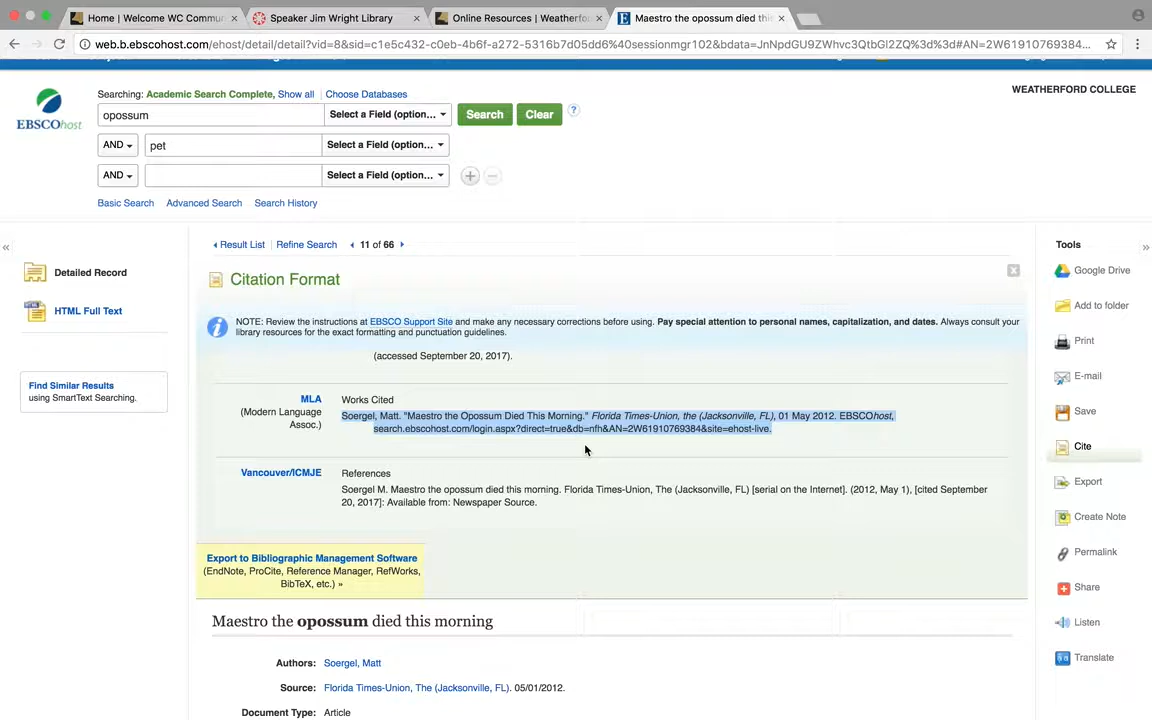 Home | Welcome WC Commun
Speaker Jim Wright Library
Online Resources | Weatherfo
Maestro the opossum died thi
web.b.ebscohost.com/ehost/detail/detail?vid=8&sid=c1e5c432-c0eb-4b6f-a272-5316b7d05dd6%40sessionmgr102&bdata=JnNpdGU9ZWhvc3QtbGl2ZQ%3d%3d#AN=2W61910769384...
Searching: Academic Search Complete, Show all | Choose Databases
WEATHERFORD COLLEGE
EBSCOhost
opossum Select a Field (option... Search Clear ?
AND pet Select a Field (option...
AND Select a Field (option...
Basic Search Advanced Search Search History
« Result List Refine Search 11 of 66 Tools »
Detailed Record
HTML Full Text
Find Similar Results
using SmartText Searching.
Citation Format
NOTE: Review the instructions at EBSCO Support Site and make any necessary corrections before using. Pay special attention to personal names, capitalization, and dates. Always consult your
library resources for the exact formatting and punctuation guidelines.
(accessed September 20, 2017).
MLA
(Modern Language
Assoc.)
Works Cited
Soergel, Matt. "Maestro the Opossum Died This Morning." Florida Times-Union, the (Jacksonville, FL), 01 May 2012. EBSCOhost,
search.ebscohost.com/login.aspx?direct=true&db=nfh&AN=2W61910769384&site=ehost-live.
Vancouver/ICMJE
References
Soergel M. Maestro the opossum died this morning. Florida Times-Union, The (Jacksonville, FL) [serial on the Internet]. (2012, May 1), [cited September
20, 2017]; Available from: Newspaper Source.
Export to Bibliographic Management Software
(EndNote, ProCite, Reference Manager, RefWorks,
BibTeX, etc.) »
Maestro the opossum died this morning
Authors: Soergel, Matt
Source: Florida Times-Union, The (Jacksonville, FL). 05/01/2012.
Document Type: Article
Google Drive
Add to folder
Print
E-mail
Save
Cite
Export
Create Note
Permalink
Share
Listen
Translate